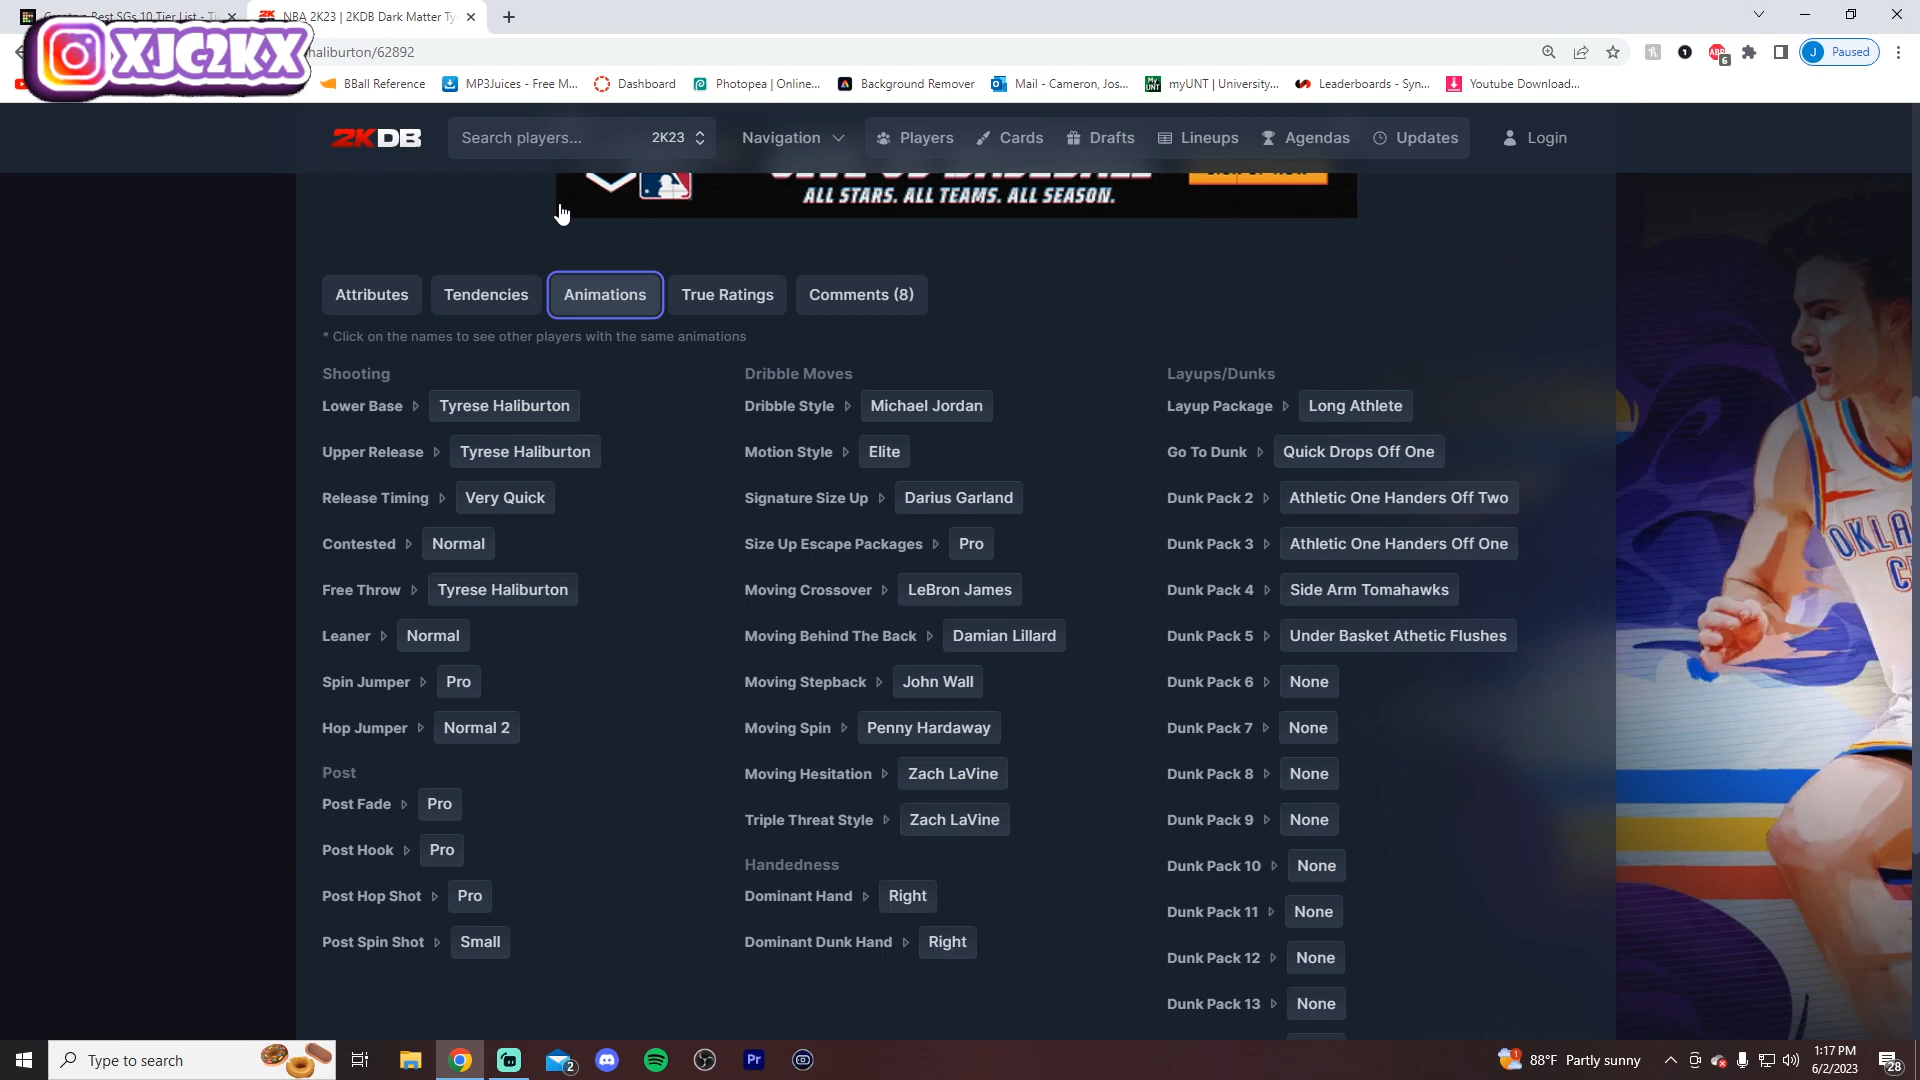 Best SGs 10 Tier List - Ti
NBA 2K23 | 2KDB Dark Matter Ty
XJC2KX
haliburton/62892
Paused
BBall Reference
MP3Juices - Free M...
Dashboard
Photopea | Online...
Background Remover
Mail - Cameron, Jos...
myUNT | University...
Leaderboards - Syn...
Youtube Download...
2KDB
Search players...
2K23
Navigation
Players
Cards
Drafts
Lineups
Agendas
Updates
Login
ALL STARS. ALL TEAMS. ALL SEASON.
Attributes
Tendencies
Animations
True Ratings
Comments (8)
* Click on the names to see other players with the same animations
Shooting
Lower Base Tyrese Haliburton
Upper Release Tyrese Haliburton
Release Timing Very Quick
Contested Normal
Free Throw Tyrese Haliburton
Leaner Normal
Spin Jumper Pro
Hop Jumper Normal 2
Post
Post Fade Pro
Post Hook Pro
Post Hop Shot Pro
Post Spin Shot Small
Dribble Moves
Dribble Style Michael Jordan
Motion Style Elite
Signature Size Up Darius Garland
Size Up Escape Packages Pro
Moving Crossover LeBron James
Moving Behind The Back Damian Lillard
Moving Stepback John Wall
Moving Spin Penny Hardaway
Moving Hesitation Zach LaVine
Triple Threat Style Zach LaVine
Handedness
Dominant Hand Right
Dominant Dunk Hand Right
Layups/Dunks
Layup Package Long Athlete
Go To Dunk Quick Drops Off One
Dunk Pack 2 Athletic One Handers Off Two
Dunk Pack 3 Athletic One Handers Off One
Dunk Pack 4 Side Arm Tomahawks
Dunk Pack 5 Under Basket Athetic Flushes
Dunk Pack 6 None
Dunk Pack 7 None
Dunk Pack 8 None
Dunk Pack 9 None
Dunk Pack 10 None
Dunk Pack 11 None
Dunk Pack 12 None
Dunk Pack 13 None
Type to search
88°F Partly sunny
1:17 PM
6/2/2023
28